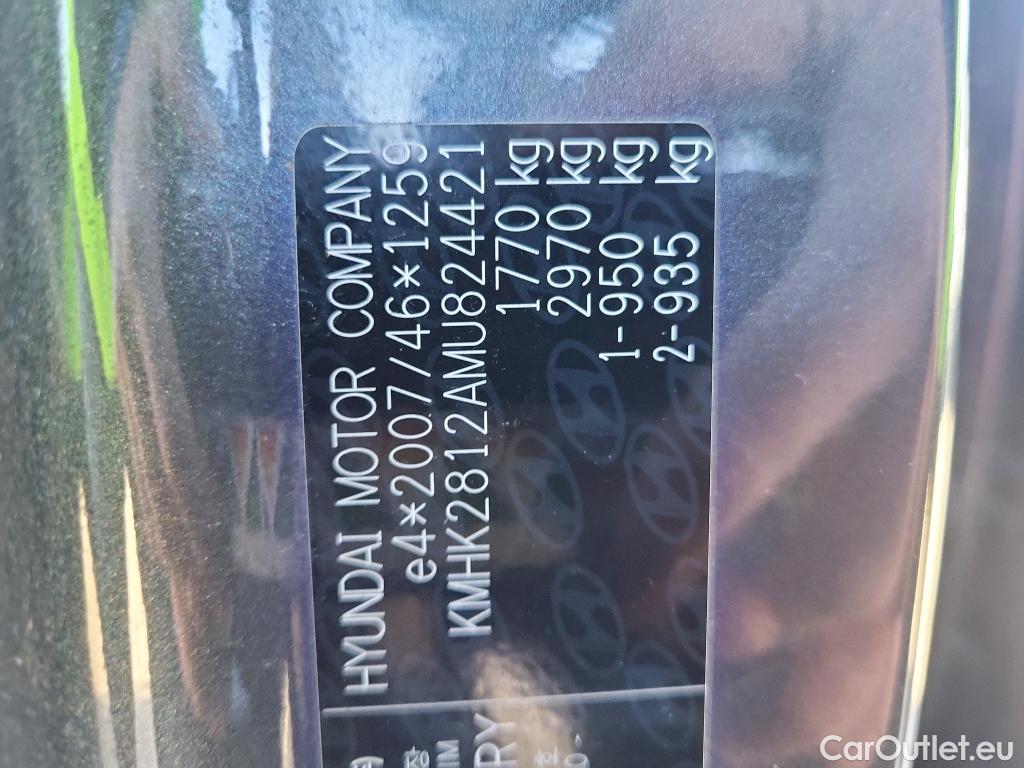 HYUNDAI MOTOR COMPANY
e4*2007/46*1259
KMHK2812AMU824421
1770 kg
2970 kg
1-950 kg
2-935 kg
CarOutlet.eu